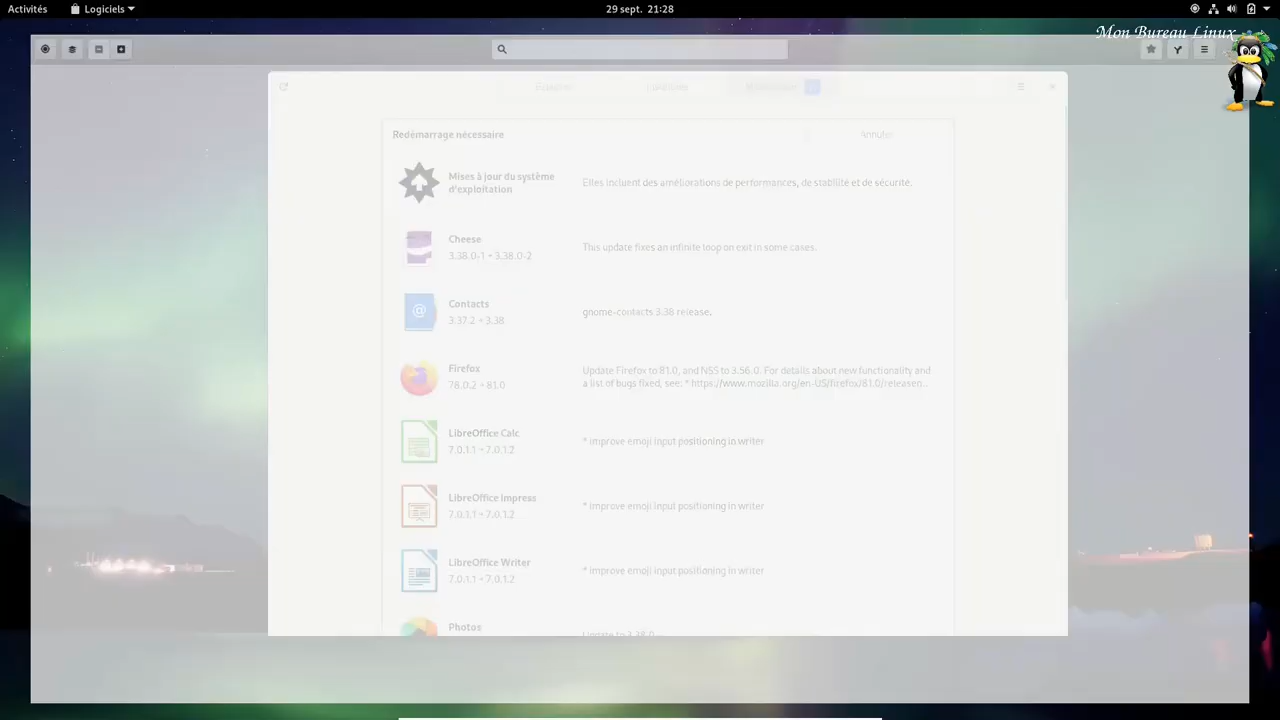 Activités
Logiciels
29 sept. 21:28
Mon Bureau Linux
Redémarrage nécessaire
Annuler
Mises à jour du système
d'exploitation
Elles incluent des améliorations de performances, de stabilité et de sécurité.
Cheese
3.38.0-1 → 3.38.0-2
This update fixes an infinite loop on exit in some cases.
Contacts
3.37.2 → 3.38
gnome-contacts 3.38 release.
Firefox
78.0.2 → 81.0
Update Firefox to 81.0, and NSS to 3.56.0. For details about new functionality and
a list of bugs fixed, see: * https://www.mozilla.org/en-US/firefox/81.0/releasen...
LibreOffice Calc
7.0.1.1 → 7.0.1.2
* improve emoji input positioning in writer
LibreOffice Impress
7.0.1.1 → 7.0.1.2
* improve emoji input positioning in writer
LibreOffice Writer
7.0.1.1 → 7.0.1.2
* improve emoji input positioning in writer
Photos
Update to 3.38.0